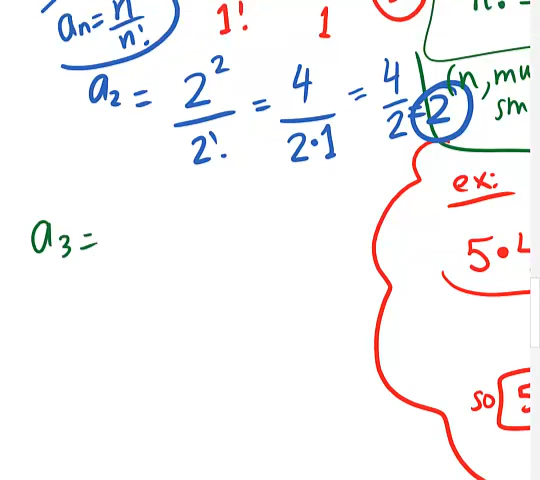 aₙ = n/n!
1! 1
n! =
a₂ = 2²/2! = 4/2•1 = 4/2 = 2
(n, mu
sm
ex:
a₃ =
5•4
so 5